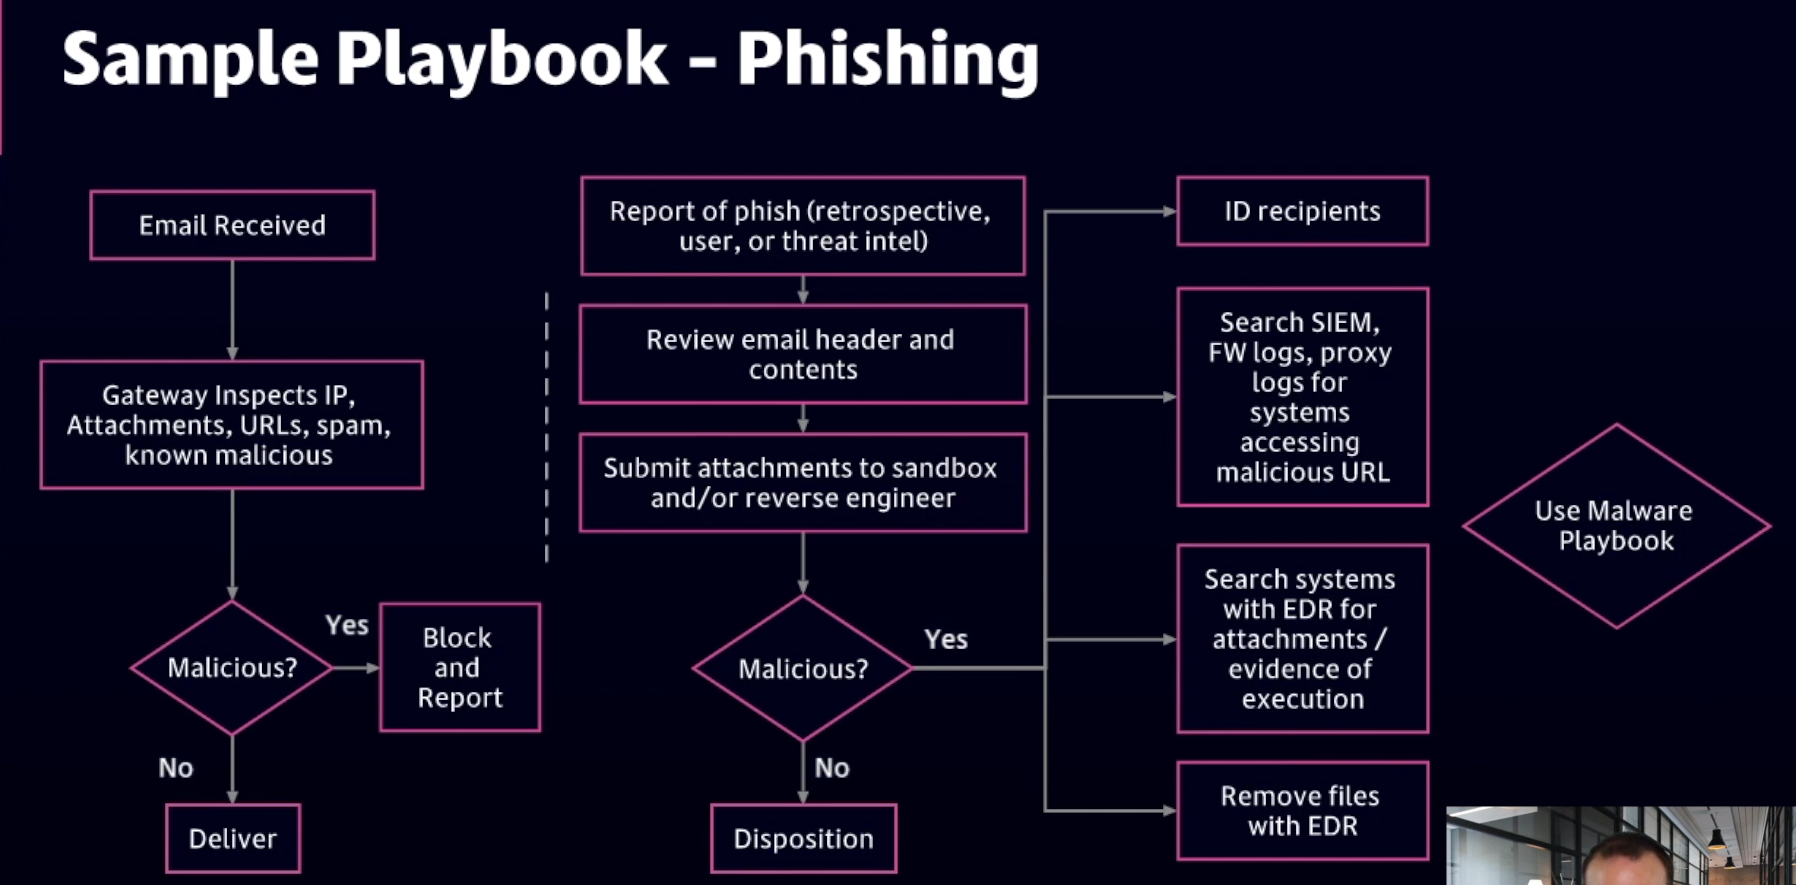 Sample Playbook - Phishing
Email Received
Gateway Inspects IP,
Attachments, URLs, spam,
known malicious
Malicious?
Yes
Block
and
Report
No
Deliver
Report of phish (retrospective,
user, or threat intel)
Review email header and
contents
Submit attachments to sandbox
and/or reverse engineer
Malicious?
Yes
No
Disposition
ID recipients
Search SIEM,
FW logs, proxy
logs for
systems
accessing
malicious URL
Search systems
with EDR for
attachments /
evidence of
execution
Remove files
with EDR
Use Malware
Playbook